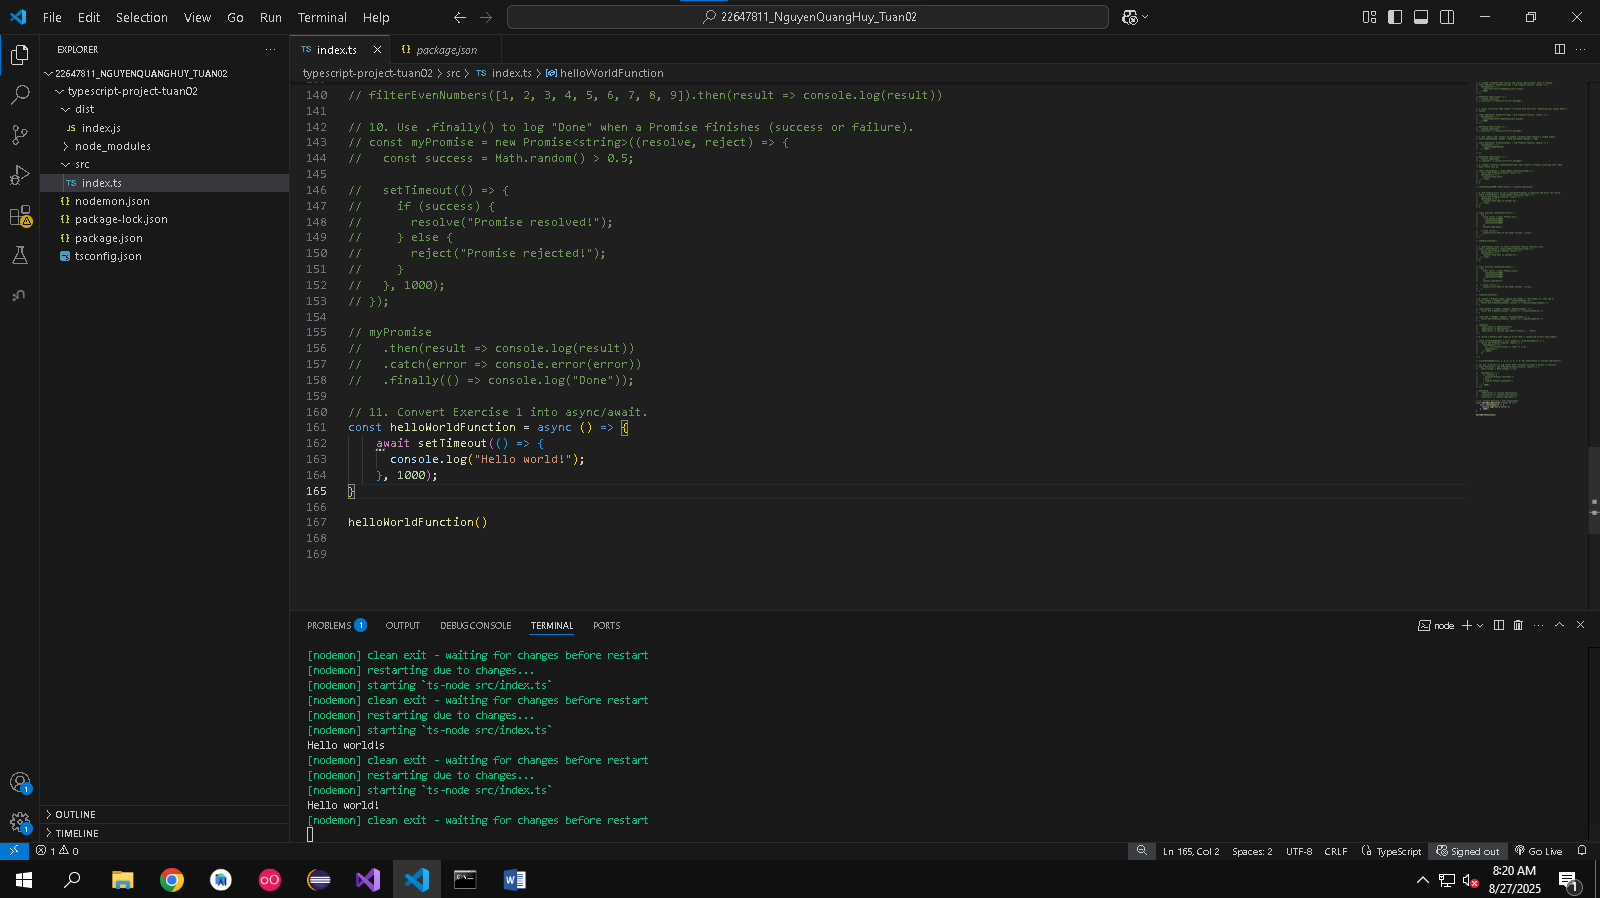 File Edit Selection View Go Run Terminal Help
22647811_NguyenQuangHuy_Tuan02
EXPLORER
TS index.ts
{} package.json
typescript-project-tuan02 > src > TS index.ts > helloWorldFunction
22647811_NGUYENQUANGHUY_TUAN02
typescript-project-tuan02
dist
JS index.js
node_modules
src
TS index.ts
{} nodemon.json
{} package-lock.json
{} package.json
tsconfig.json
OUTLINE
TIMELINE
140 // filterEvenNumbers([1, 2, 3, 4, 5, 6, 7, 8, 9]).then(result => console.log(result))
141
142 // 10. Use .finally() to log "Done" when a Promise finishes (success or failure).
143 // const myPromise = new Promise<string>((resolve, reject) => {
144 //   const success = Math.random() > 0.5;
145
146 //   setTimeout(() => {
147 //     if (success) {
148 //       resolve("Promise resolved!");
149 //     } else {
150 //       reject("Promise rejected!");
151 //     }
152 //   }, 1000);
153 // });
154
155 // myPromise
156 //   .then(result => console.log(result))
157 //   .catch(error => console.error(error))
158 //   .finally(() => console.log("Done"));
159
160 // 11. Convert Exercise 1 into async/await.
161 const helloWorldFunction = async () => {
162     await setTimeout(() => {
163       console.log("Hello world!");
164     }, 1000);
165 }
166
167 helloWorldFunction()
168
169
PROBLEMS 1 OUTPUT DEBUG CONSOLE TERMINAL PORTS
node
[nodemon] clean exit - waiting for changes before restart
[nodemon] restarting due to changes...
[nodemon] starting `ts-node src/index.ts`
[nodemon] clean exit - waiting for changes before restart
[nodemon] restarting due to changes...
[nodemon] starting `ts-node src/index.ts`
Hello world!s
[nodemon] clean exit - waiting for changes before restart
[nodemon] restarting due to changes...
[nodemon] starting `ts-node src/index.ts`
Hello world!
[nodemon] clean exit - waiting for changes before restart
1
1
1 0
Ln 165, Col 2 Spaces: 2 UTF-8 CRLF TypeScript Signed out Go Live
8:20 AM
8/27/2025
1